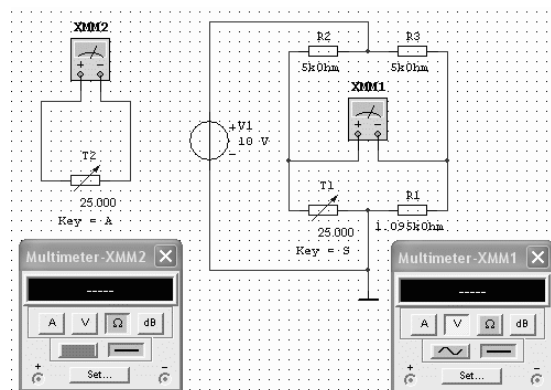 XMM2
T2
25.000
Key = A
V1
10 V
R2
5kOhm
R3
5kOhm
XMM1
T1
25.000
Key = S
R1
1.095kOhm
Multimeter-XMM2
-----
A V Ω dB
Set...
Multimeter-XMM1
-----
A V Ω dB
Set...